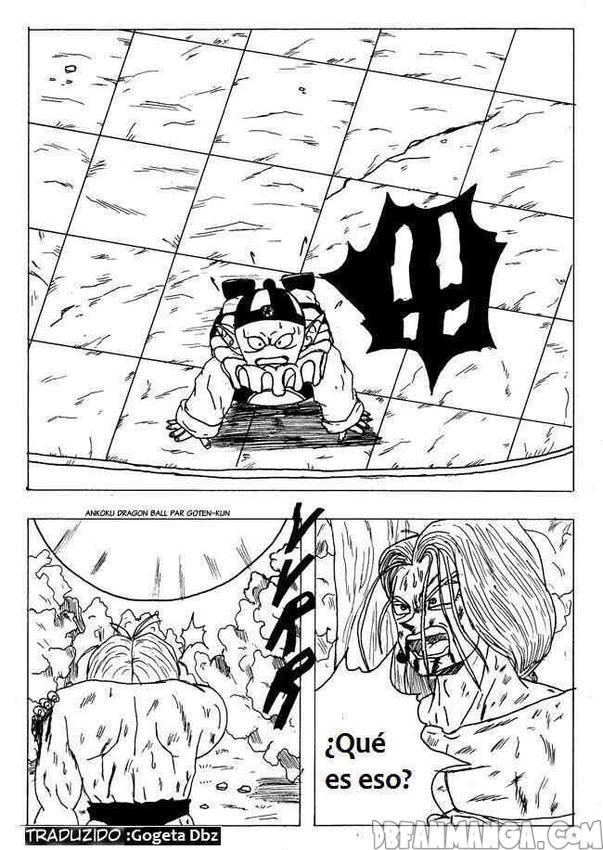 !!
ANKOKU DRAGON BALL PAR GOTEN-KUN
VVRRR
¿Qué
es eso?
TRADUZIDO :Gogeta Dbz
DBFANMANGA.COM